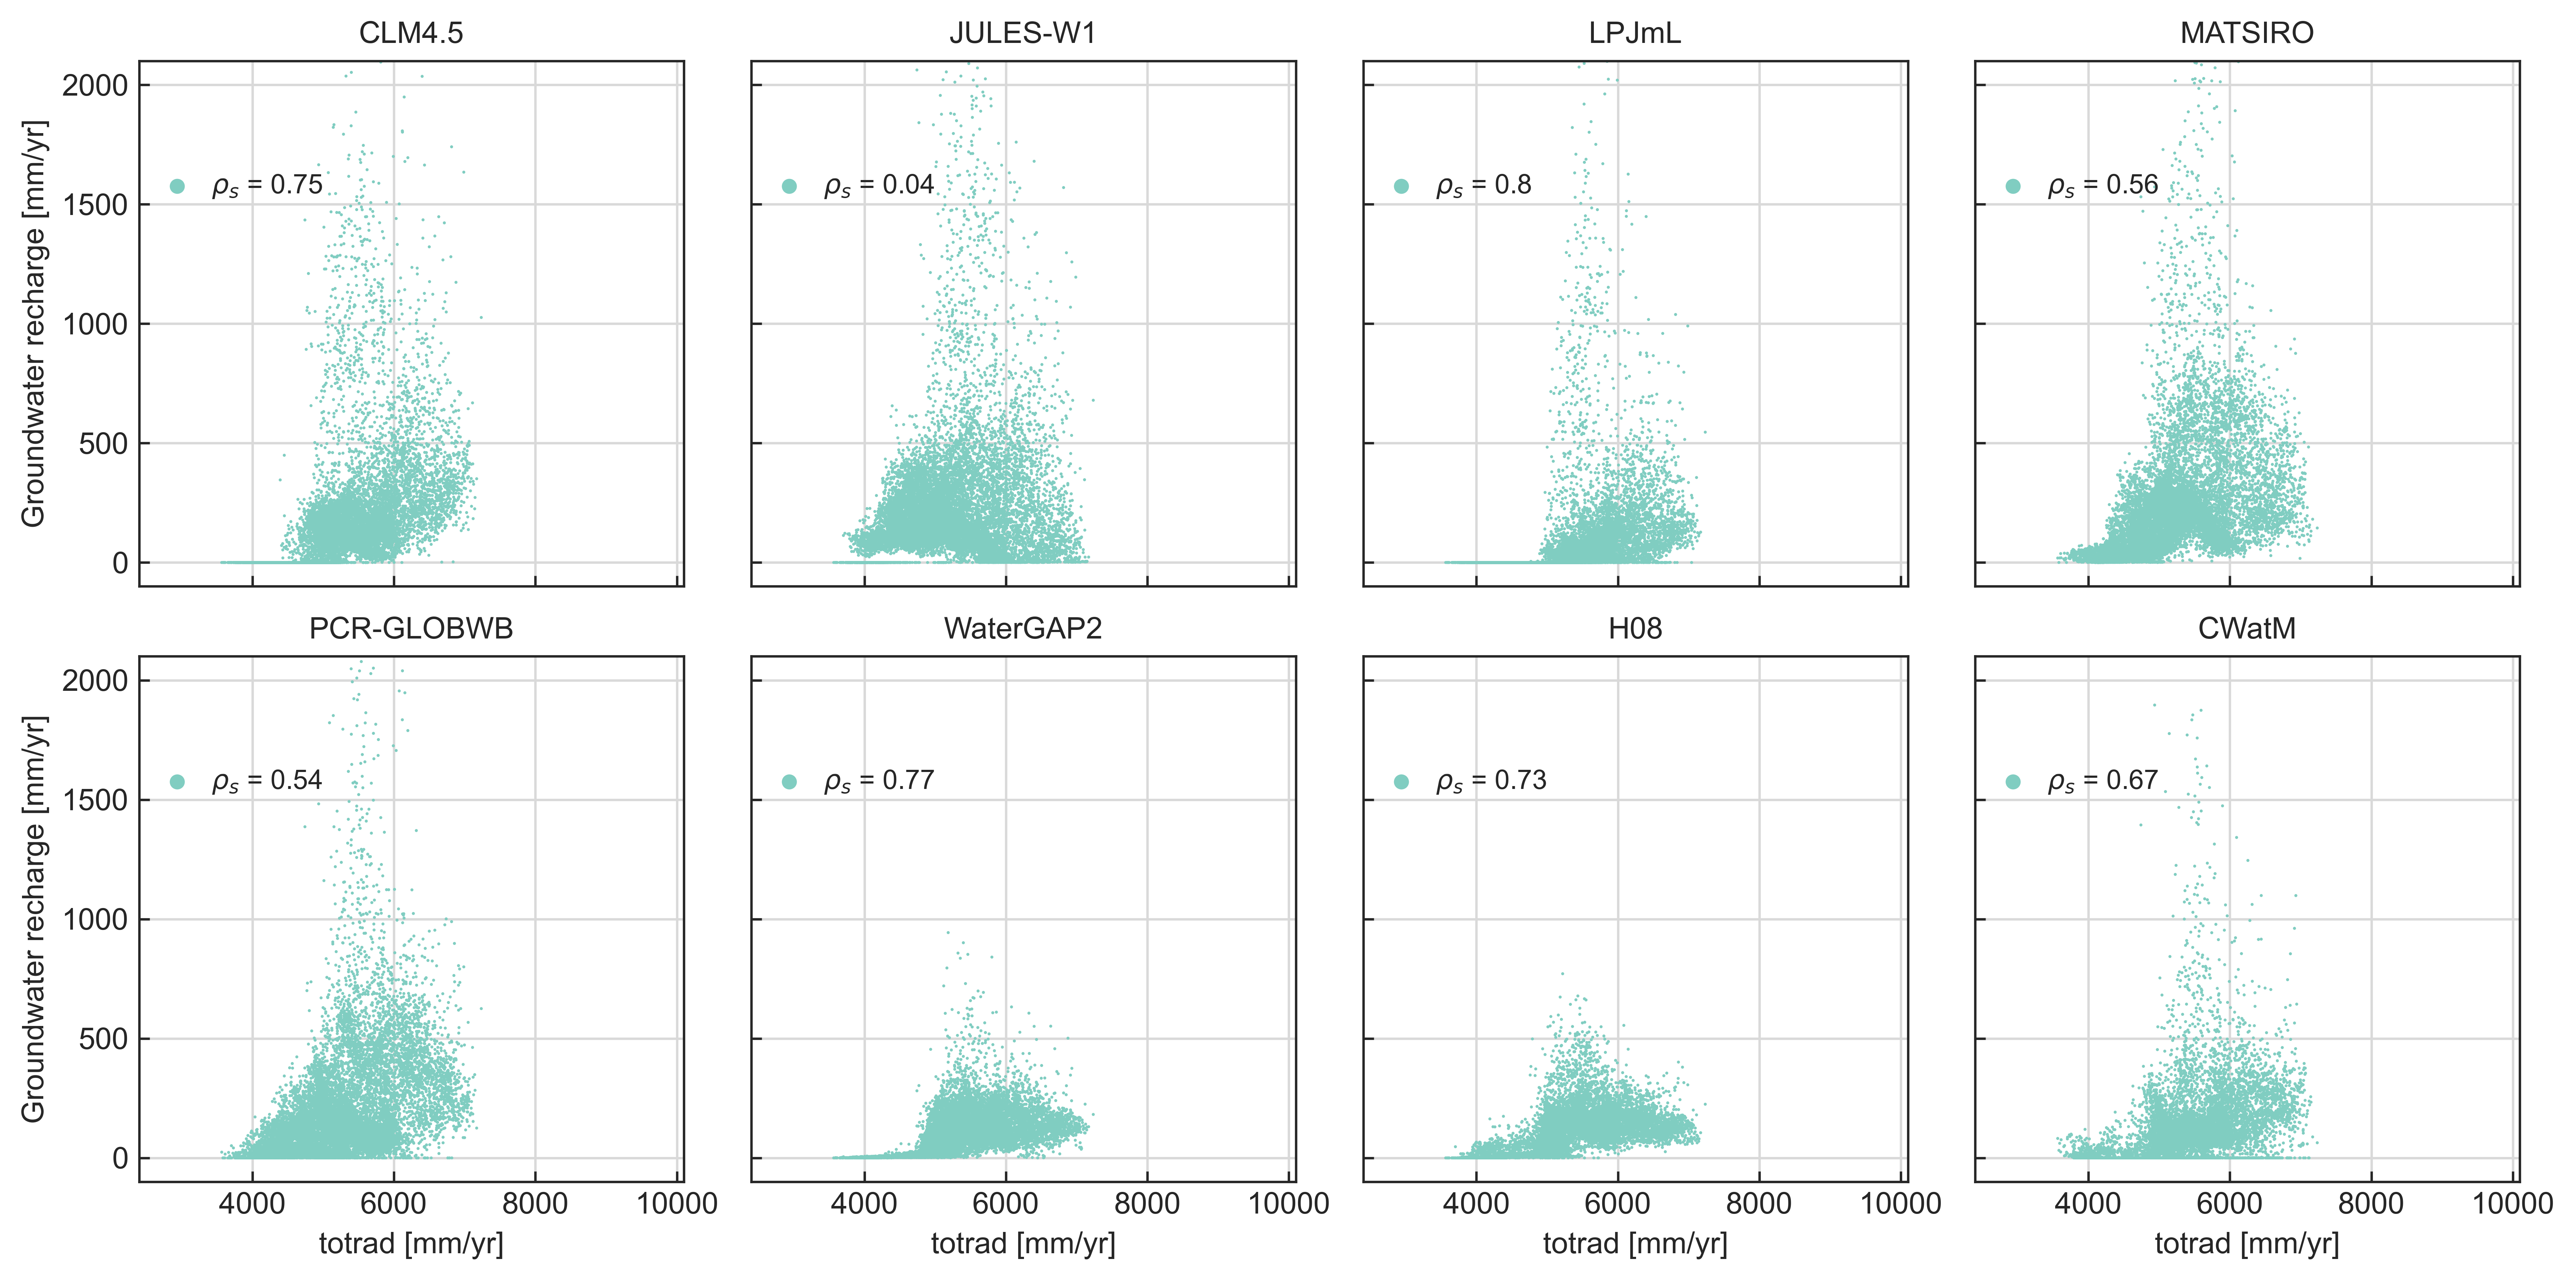 CLM4.5
JULES-W1
LPJmL
MATSIRO
Groundwater recharge [mm/yr]
2000
1500
1000
500
0
ρs = 0.75
ρs = 0.04
ρs = 0.8
ρs = 0.56
PCR-GLOBWB
WaterGAP2
H08
CWatM
Groundwater recharge [mm/yr]
2000
1500
1000
500
0
ρs = 0.54
ρs = 0.77
ρs = 0.73
ρs = 0.67
4000 6000 8000 10000
4000 6000 8000 10000
4000 6000 8000 10000
4000 6000 8000 10000
totrad [mm/yr]
totrad [mm/yr]
totrad [mm/yr]
totrad [mm/yr]